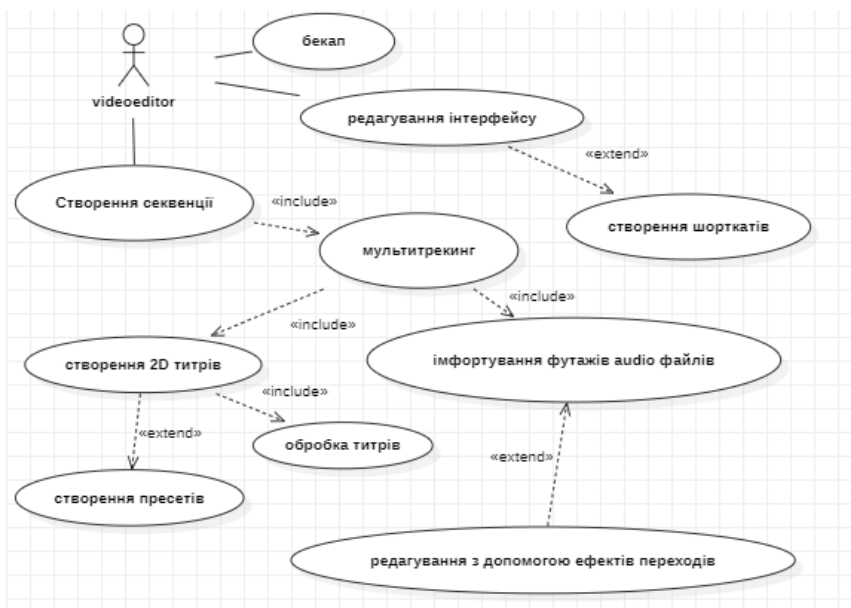 бекап
videoeditor
редагування інтерфейсу
«extend»
Створення секвенції
«include»
створення шорткатів
мультитрекинг
«include»
«include»
створення 2D титрів
імфортування футажів audio файлів
«include»
«extend»
обробка титрів
«extend»
створення пресетів
редагування з допомогою ефектів переходів